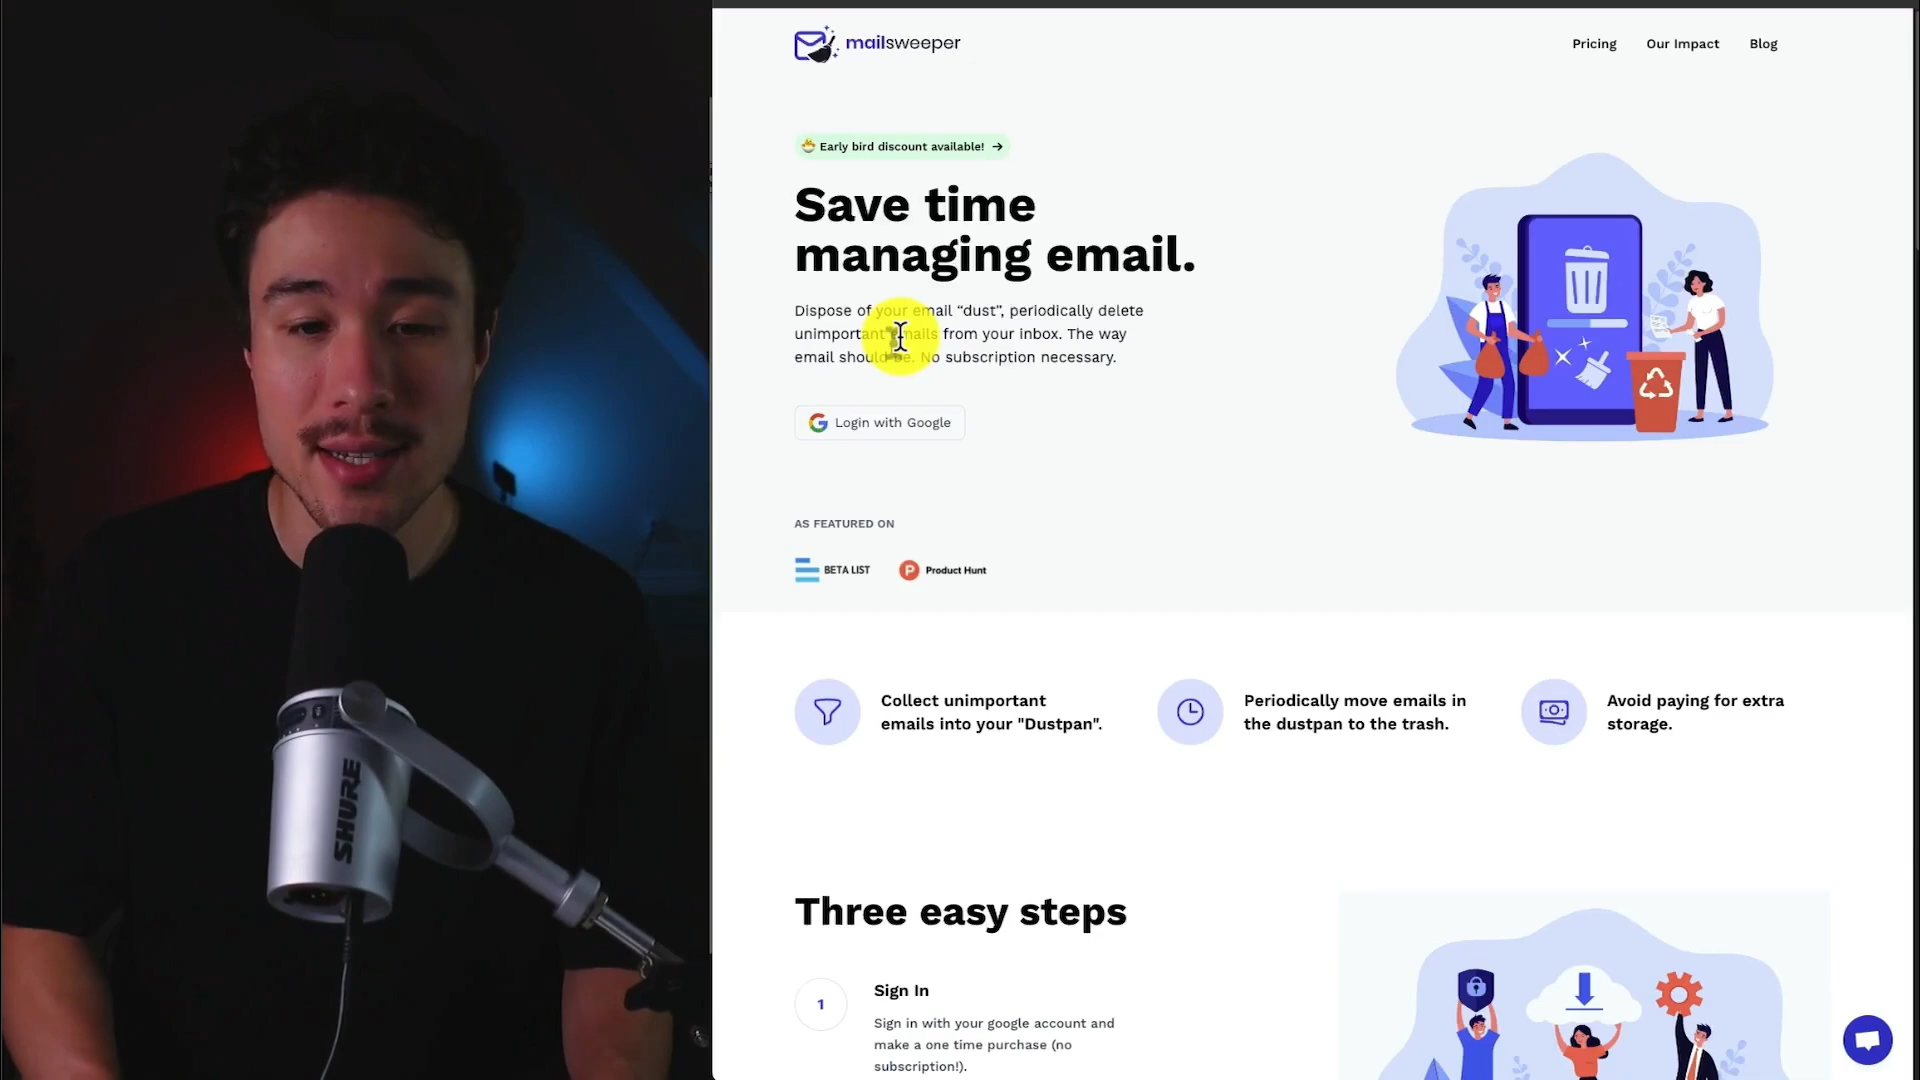 mailsweeper
Pricing
Our Impact
Blog
🐣 Early bird discount available! →
Save time
managing email.
Dispose of your email “dust”, periodically delete
unimportant emails from your inbox. The way
email should be. No subscription necessary.
Login with Google
AS FEATURED ON
BETA LIST
Product Hunt
Collect unimportant
emails into your "Dustpan".
Periodically move emails in
the dustpan to the trash.
Avoid paying for extra
storage.
Three easy steps
1
Sign In
Sign in with your google account and
make a one time purchase (no
subscription!).
SHURE